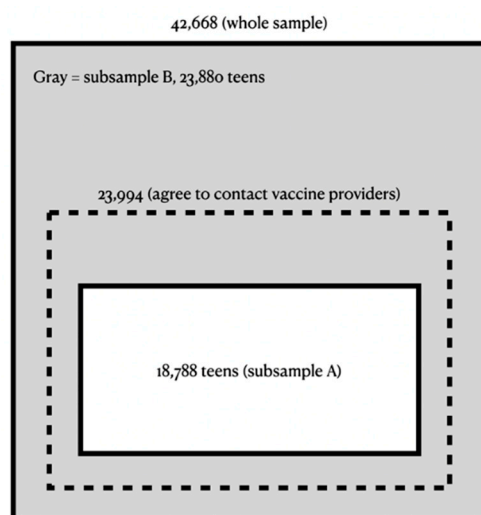 42,668 (whole sample)
Gray = subsample B, 23,880 teens
23,994 (agree to contact vaccine providers)
18,788 teens (subsample A)